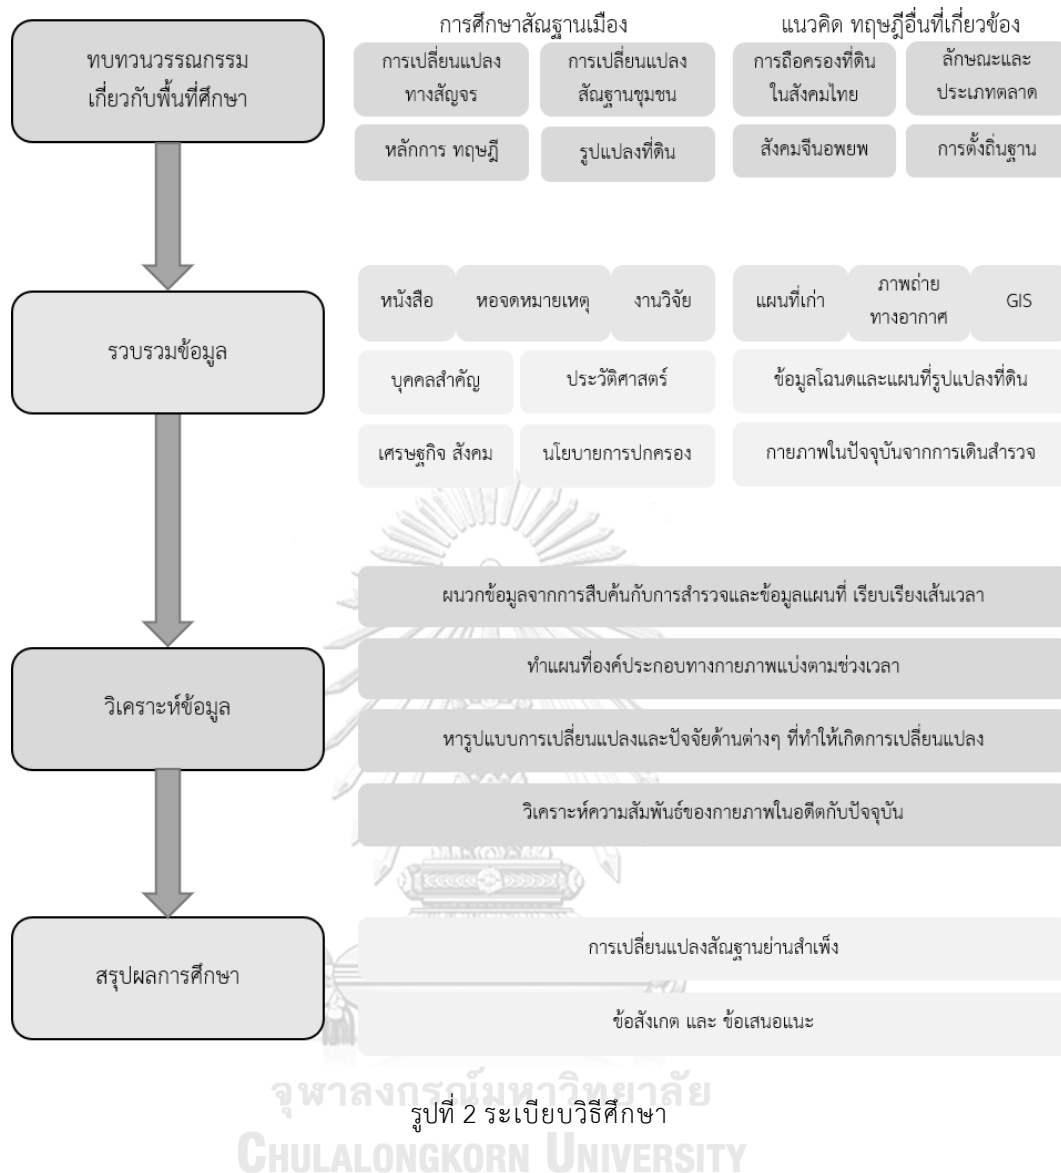 การศึกษาสัณฐานเมือง
แนวคิด ทฤษฎีอื่นที่เกี่ยวข้อง
ทบทวนวรรณกรรม
เกี่ยวกับพื้นที่ศึกษา
การเปลี่ยนแปลง
ทางสัญจร
การเปลี่ยนแปลง
สัณฐานชุมชน
การถือครองที่ดิน
ในสังคมไทย
ลักษณะและ
ประเภทตลาด
หลักการ ทฤษฎี
รูปแปลงที่ดิน
สังคมจีนอพยพ
การตั้งถิ่นฐาน
รวบรวมข้อมูล
หนังสือ
หอจดหมายเหตุ
งานวิจัย
แผนที่เก่า
ภาพถ่าย
ทางอากาศ
GIS
บุคคลสำคัญ
ประวัติศาสตร์
ข้อมูลโฉนดและแผนที่รูปแปลงที่ดิน
เศรษฐกิจ สังคม
นโยบายการปกครอง
กายภาพในปัจจุบันจากการเดินสำรวจ
วิเคราะห์ข้อมูล
ผนวกข้อมูลจากการสืบค้นกับการสำรวจและข้อมูลแผนที่ เรียบเรียงเส้นเวลา
ทำแผนที่องค์ประกอบทางกายภาพแบ่งตามช่วงเวลา
หารูปแบบการเปลี่ยนแปลงและปัจจัยด้านต่างๆ ที่ทำให้เกิดการเปลี่ยนแปลง
วิเคราะห์ความสัมพันธ์ของกายภาพในอดีตกับปัจจุบัน
สรุปผลการศึกษา
การเปลี่ยนแปลงสัณฐานย่านสำเพ็ง
ข้อสังเกต และ ข้อเสนอแนะ
จุฬาลงกรณ์มหาวิทยาลัย
รูปที่ 2 ระเบียบวิธีศึกษา
CHULALONGKORN UNIVERSITY